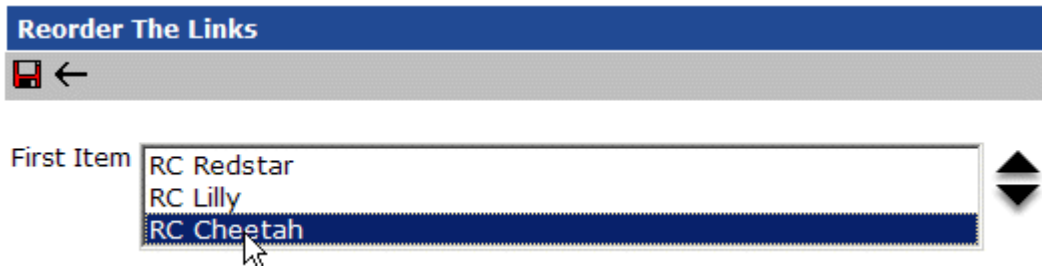 Reorder The Links
First Item
RC Redstar
RC Lilly
RC Cheetah